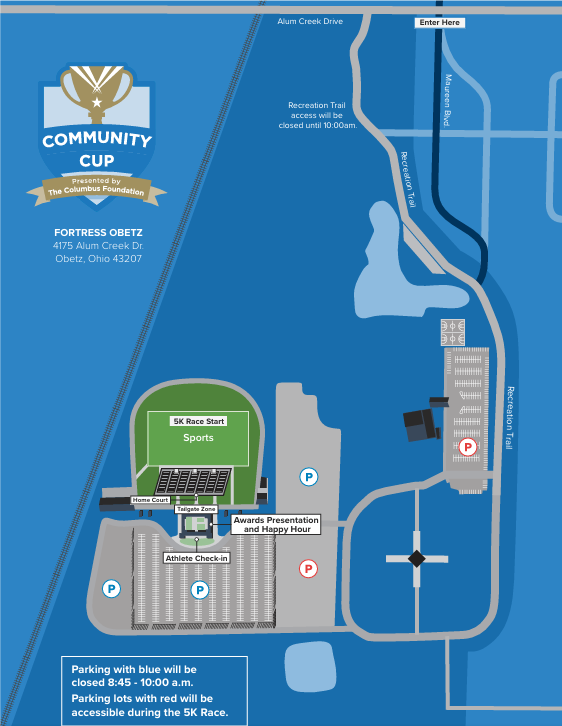 Alum Creek Drive
Enter Here
Maureen Blvd
Recreation Trail
access will be
closed until 10:00am.
Recreation Trail
COMMUNITY
CUP
Presented by
The Columbus Foundation
FORTRESS OBETZ
4175 Alum Creek Dr.
Obetz, Ohio 43207
Recreation Trail
5K Race Start
Sports
P
P
Home Court
Tailgate Zone
Awards Presentation
and Happy Hour
Athlete Check-in
P
P
P
Parking with blue will be
closed 8:45 - 10:00 a.m.
Parking lots with red will be
accessible during the 5K Race.